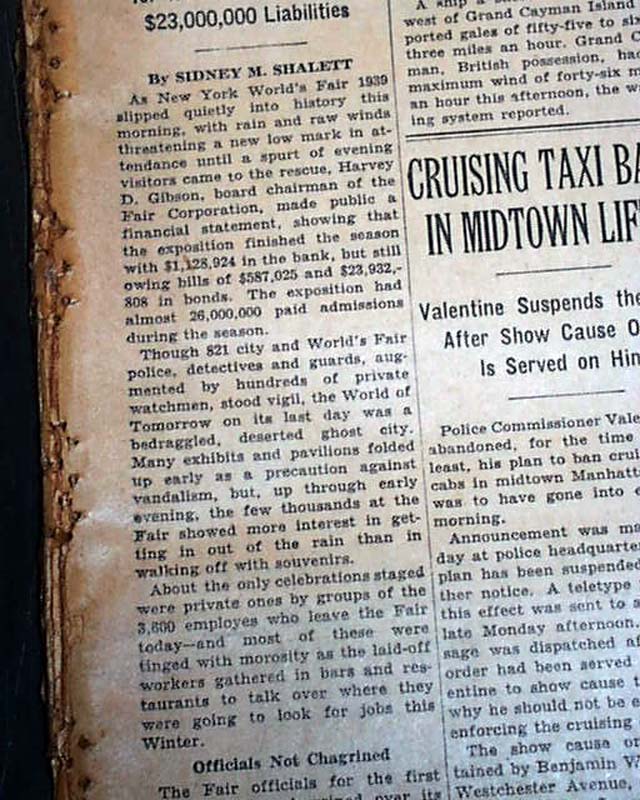 $23,000,000 Liabilities
By SIDNEY M. SHALETT
As New York World's Fair 1939
slipped quietly into history this
morning, with rain and raw winds
threatening a new low mark in at-
tendance until a spurt of evening
visitors came to the rescue, Harvey
D. Gibson, board chairman of the
Fair Corporation, made public a
financial statement, showing that
the exposition finished the season
with $1,128,924 in the bank, but still
owing bills of $587,025 and $23,932,-
808 in bonds. The exposition had
almost 26,000,000 paid admissions
during the season.
Though 821 city and World's Fair
police, detectives and guards, aug-
mented by hundreds of private
watchmen, stood vigil, the World of
Tomorrow on its last day was a
bedraggled, deserted ghost city.
Many exhibits and pavilions folded
up early as a precaution against
vandalism, but, up through early
evening, the few thousands at the
Fair showed more interest in get-
ting in out of the rain than in
walking off with souvenirs.
About the only celebrations staged
were private ones by groups of the
3,600 employes who leave the Fair
today—and most of these were
tinged with morosity as the laid-off
workers gathered in bars and res-
taurants to talk over where they
were going to look for jobs this
Winter.
Officials Not Chagrined
The Fair officials for the first
over its
west of Grand Cayman Island
ported gales of fifty-five to
three miles an hour. Grand
man, British possession,
maximum wind of forty-six
an hour this afternoon, the
ing system reported.
CRUISING TAXI
IN MIDTOWN
Valentine Suspends
After Show Cause
Is Served on
Police Commissioner
abandoned, for the time
least, his plan to ban
cabs in midtown
was to have gone into
morning.
Announcement was
day at police
plan has been suspended
ther notice. A teletype
this effect was sent to
late Monday afternoon.
sage was dispatched
order had been served
entine to show cause
why he should not be
enforcing the cruising
The show cause
tained by Benjamin
Westchester Avenue,